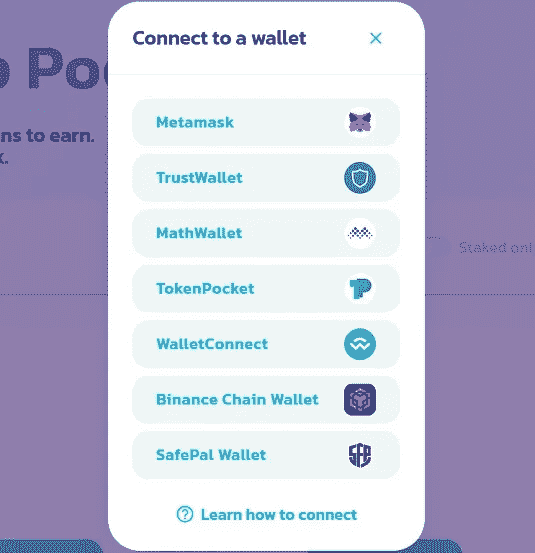 Connect to a wallet
Poo
ns to earn.
k.
Metamask
TrustWallet
MathWallet
Staked onl
TokenPocket
WalletConnect
Binance Chain Wallet
SafePal Wallet
SFP
Learn how to connect